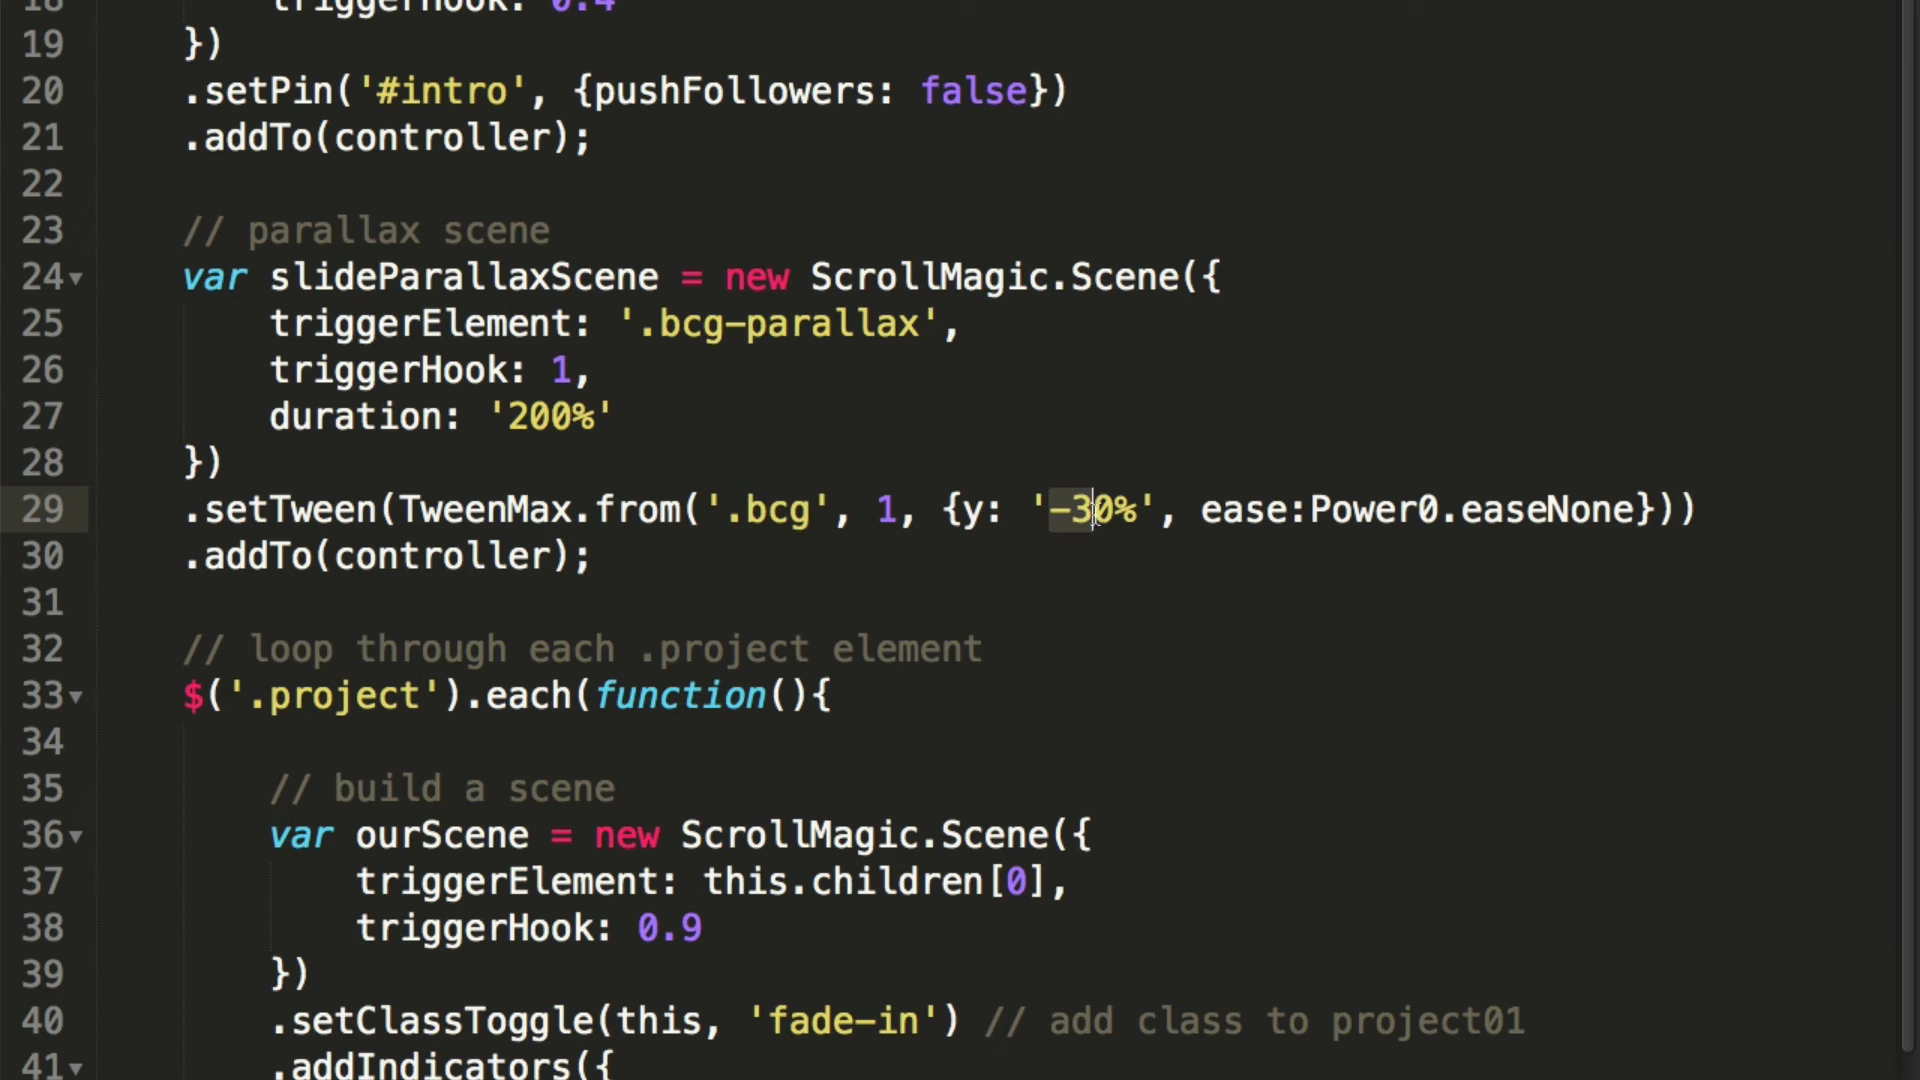 18 triggerHook: 0.4
19 })
20 .setPin('#intro', {pushFollowers: false})
21 .addTo(controller);
22
23 // parallax scene
24 var slideParallaxScene = new ScrollMagic.Scene({
25 triggerElement: '.bcg-parallax',
26 triggerHook: 1,
27 duration: '200%'
28 })
29 .setTween(TweenMax.from('.bcg', 1, {y: '-30%', ease:Power0.easeNone}))
30 .addTo(controller);
31
32 // loop through each .project element
33 $('.project').each(function(){
34
35 // build a scene
36 var ourScene = new ScrollMagic.Scene({
37 triggerElement: this.children[0],
38 triggerHook: 0.9
39 })
40 .setClassToggle(this, 'fade-in') // add class to project01
41 .addIndicators({